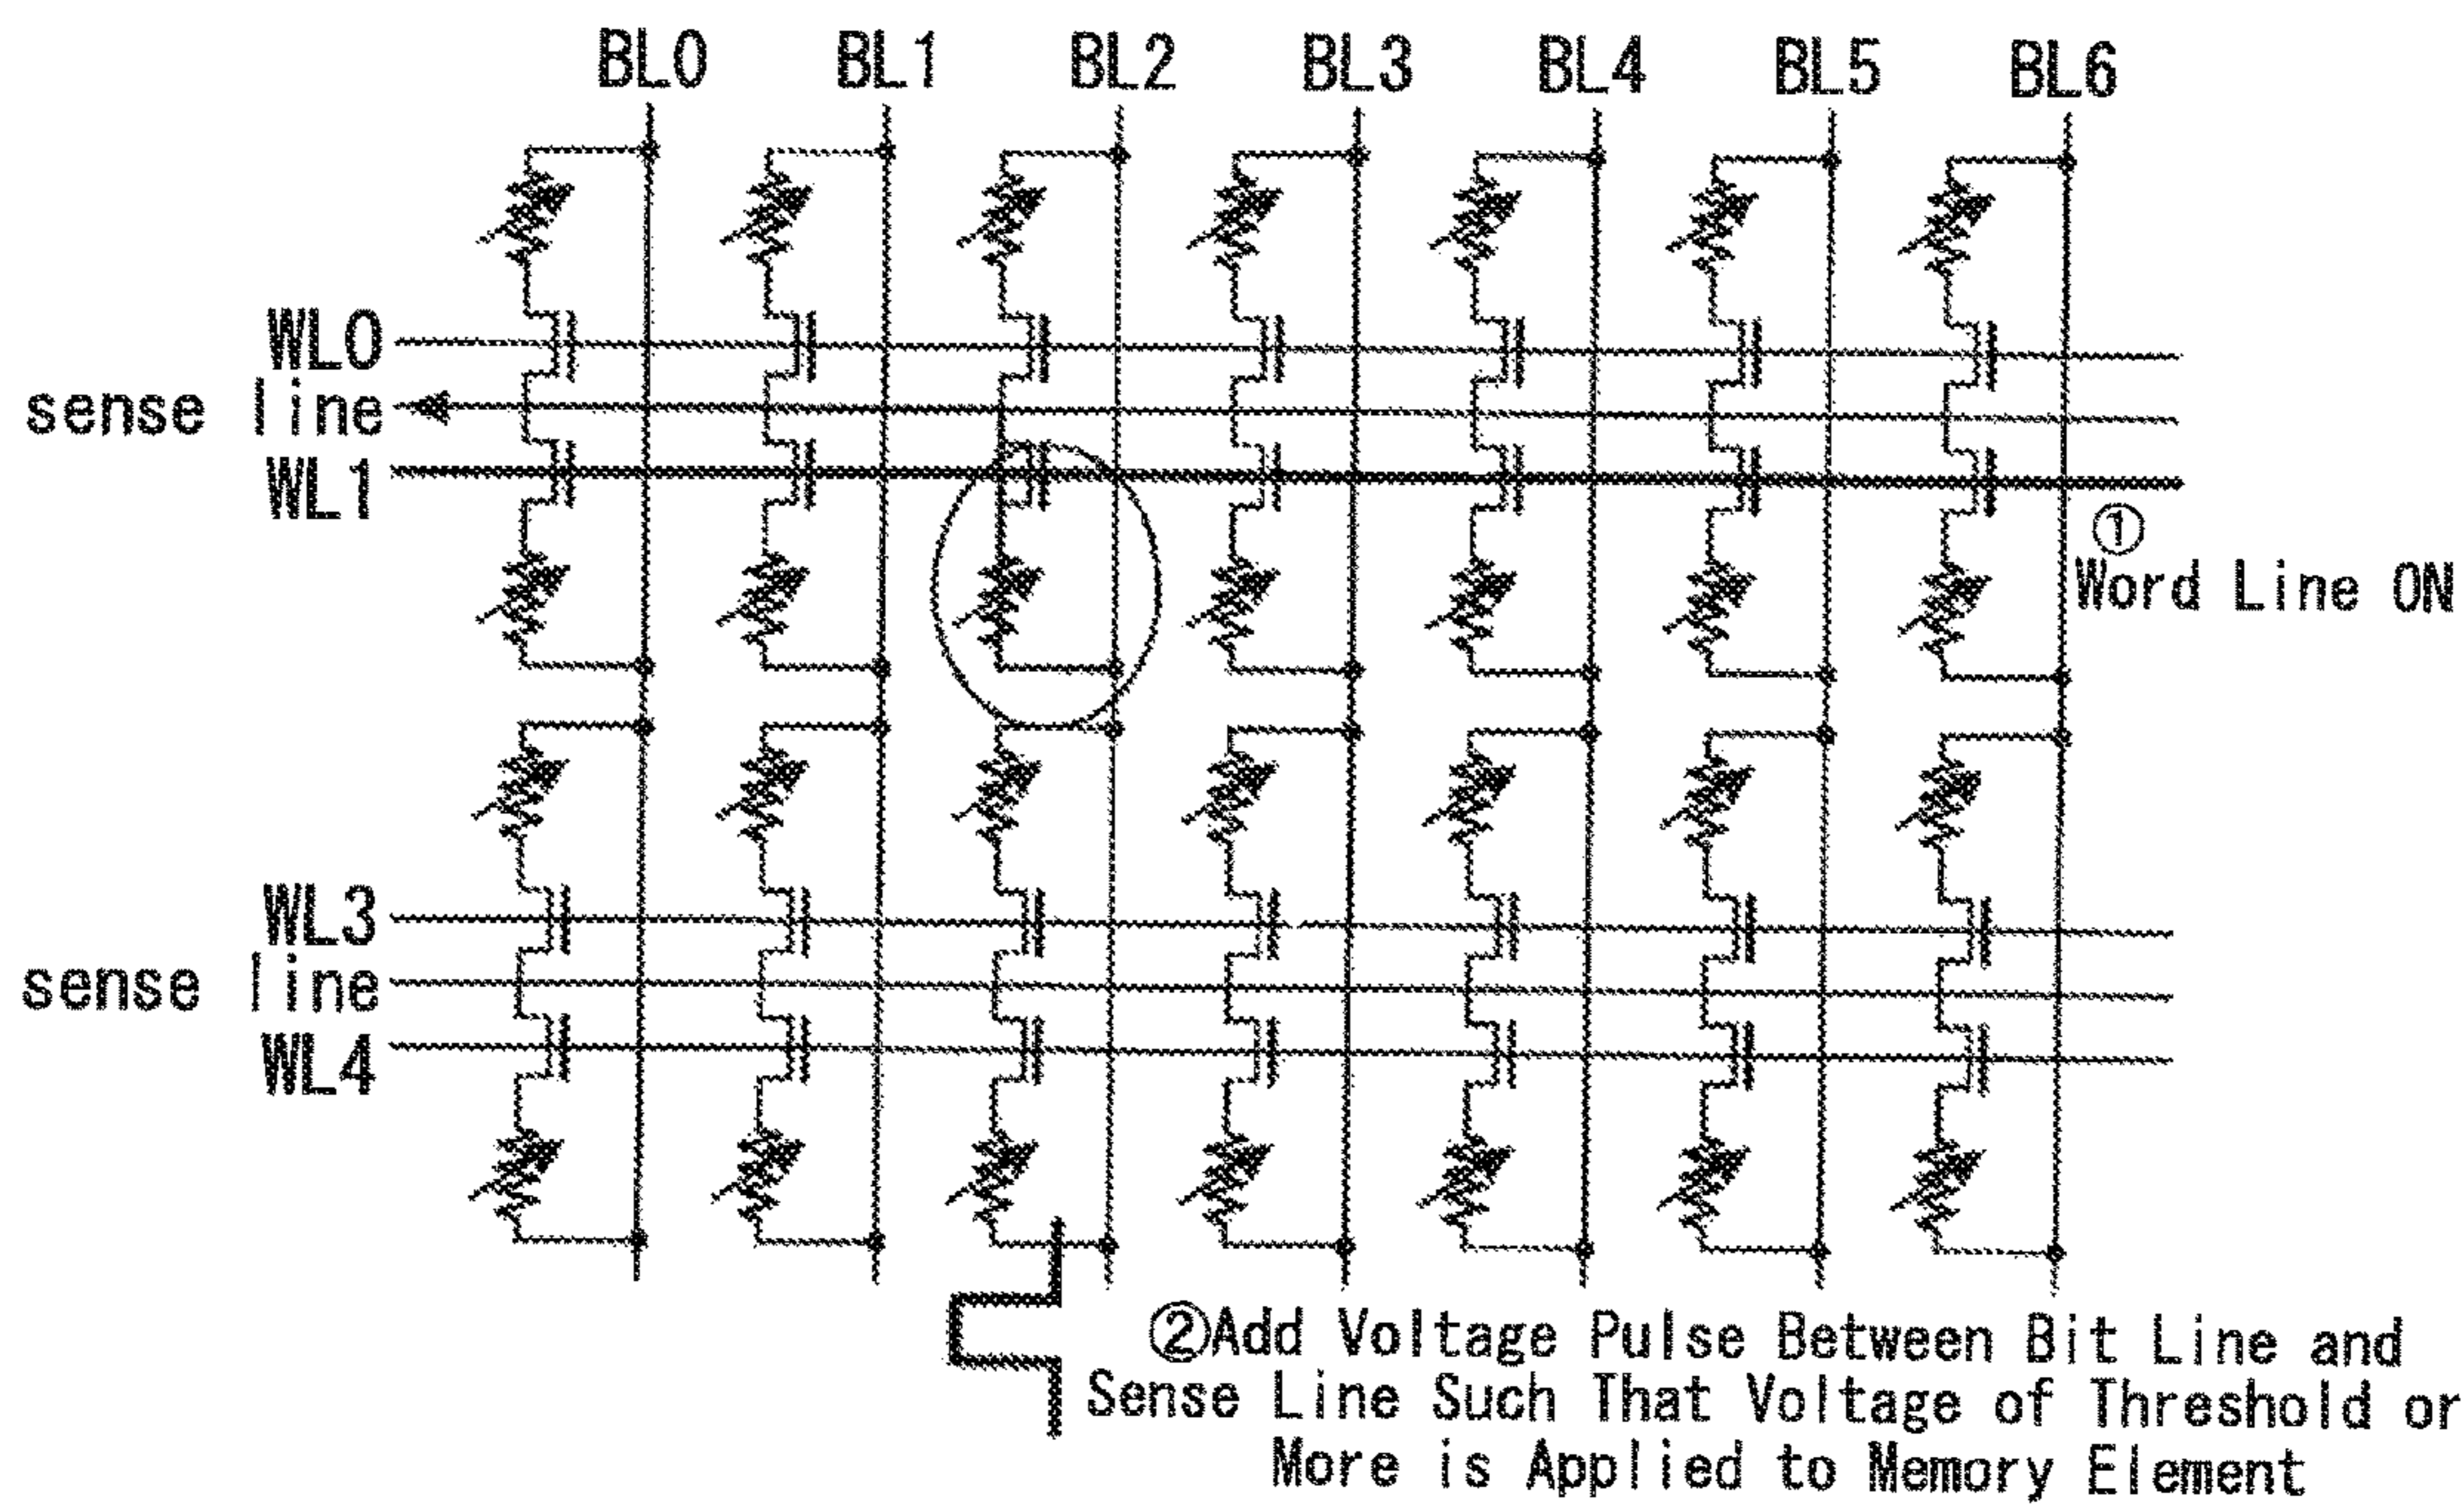 BL0 BL1 BL2 BL3 BL4 BL5 BL6
WL0
sense line
WL1
①
Word Line ON
WL3
sense line
WL4
②Add Voltage Pulse Between Bit Line and
Sense Line Such That Voltage of Threshold or
More is Applied to Memory Element